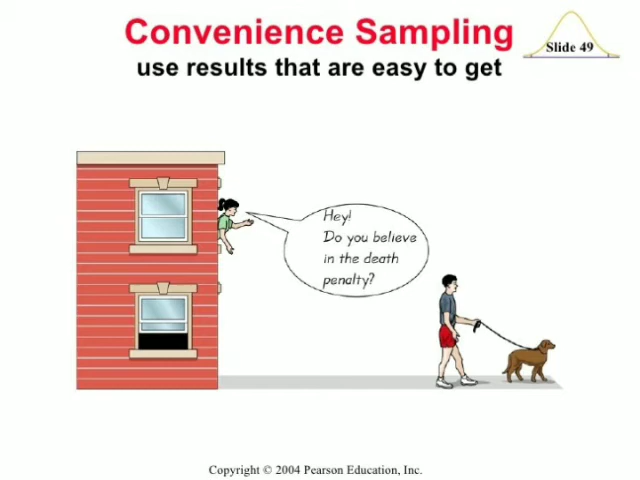 Convenience Sampling
Slide 49
use results that are easy to get
Hey!
Do you believe
in the death
penalty?
Copyright © 2004 Pearson Education, Inc.